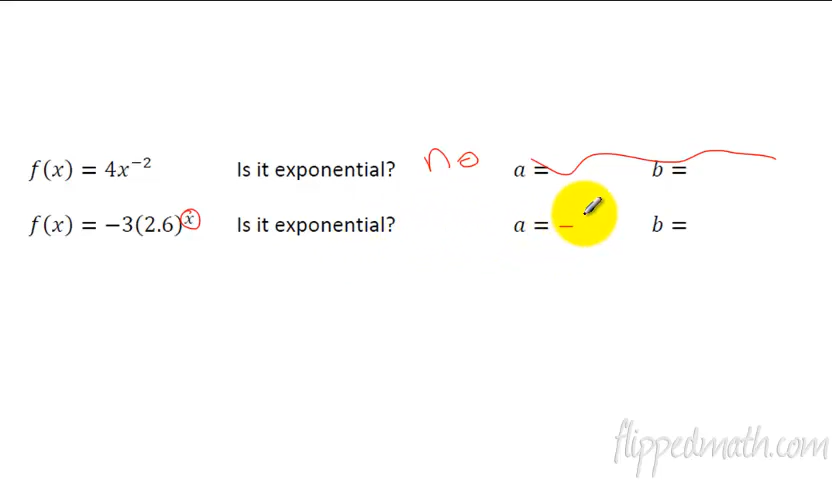 f(x) = 4x⁻² Is it exponential? no a = b =
f(x) = −3(2.6)ˣ Is it exponential? a = − b =
flippedmath.com